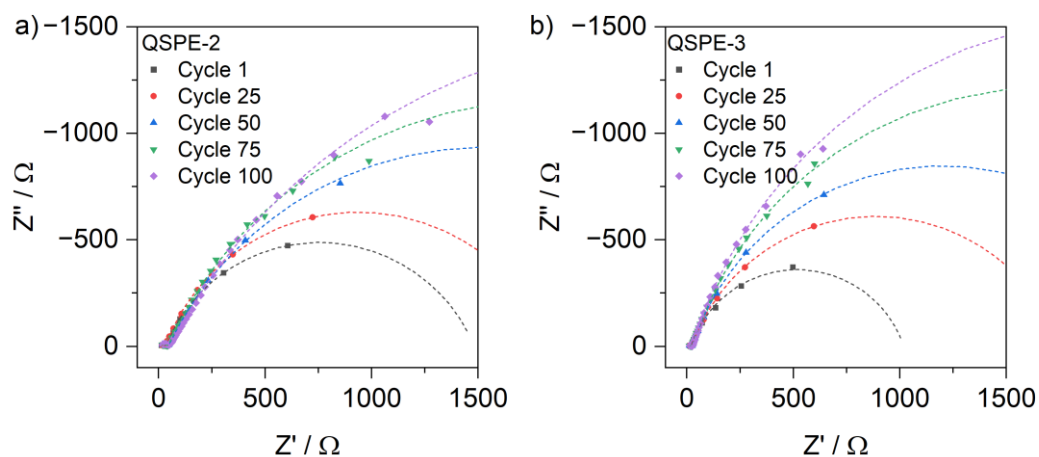 a)
QSPE-2
Cycle 1
Cycle 25
Cycle 50
Cycle 75
Cycle 100
−1500
−1000
−500
0
Z'' / Ω
0 500 1000 1500
Z' / Ω
b)
QSPE-3
Cycle 1
Cycle 25
Cycle 50
Cycle 75
Cycle 100
−1500
−1000
−500
0
Z'' / Ω
0 500 1000 1500
Z' / Ω